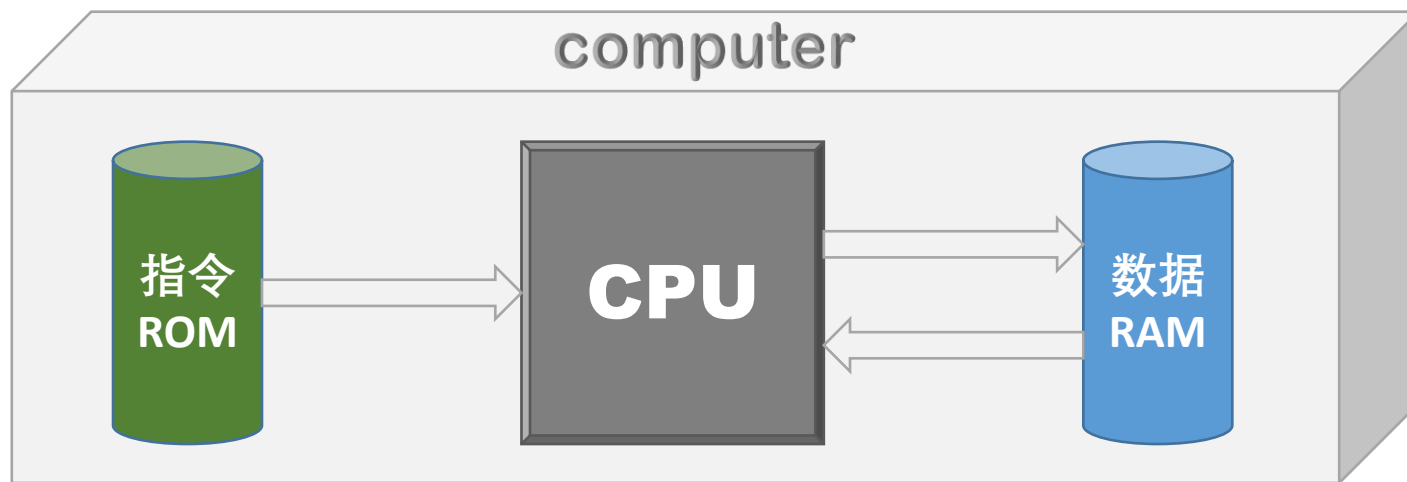 computer
指令
ROM
CPU
数据
RAM